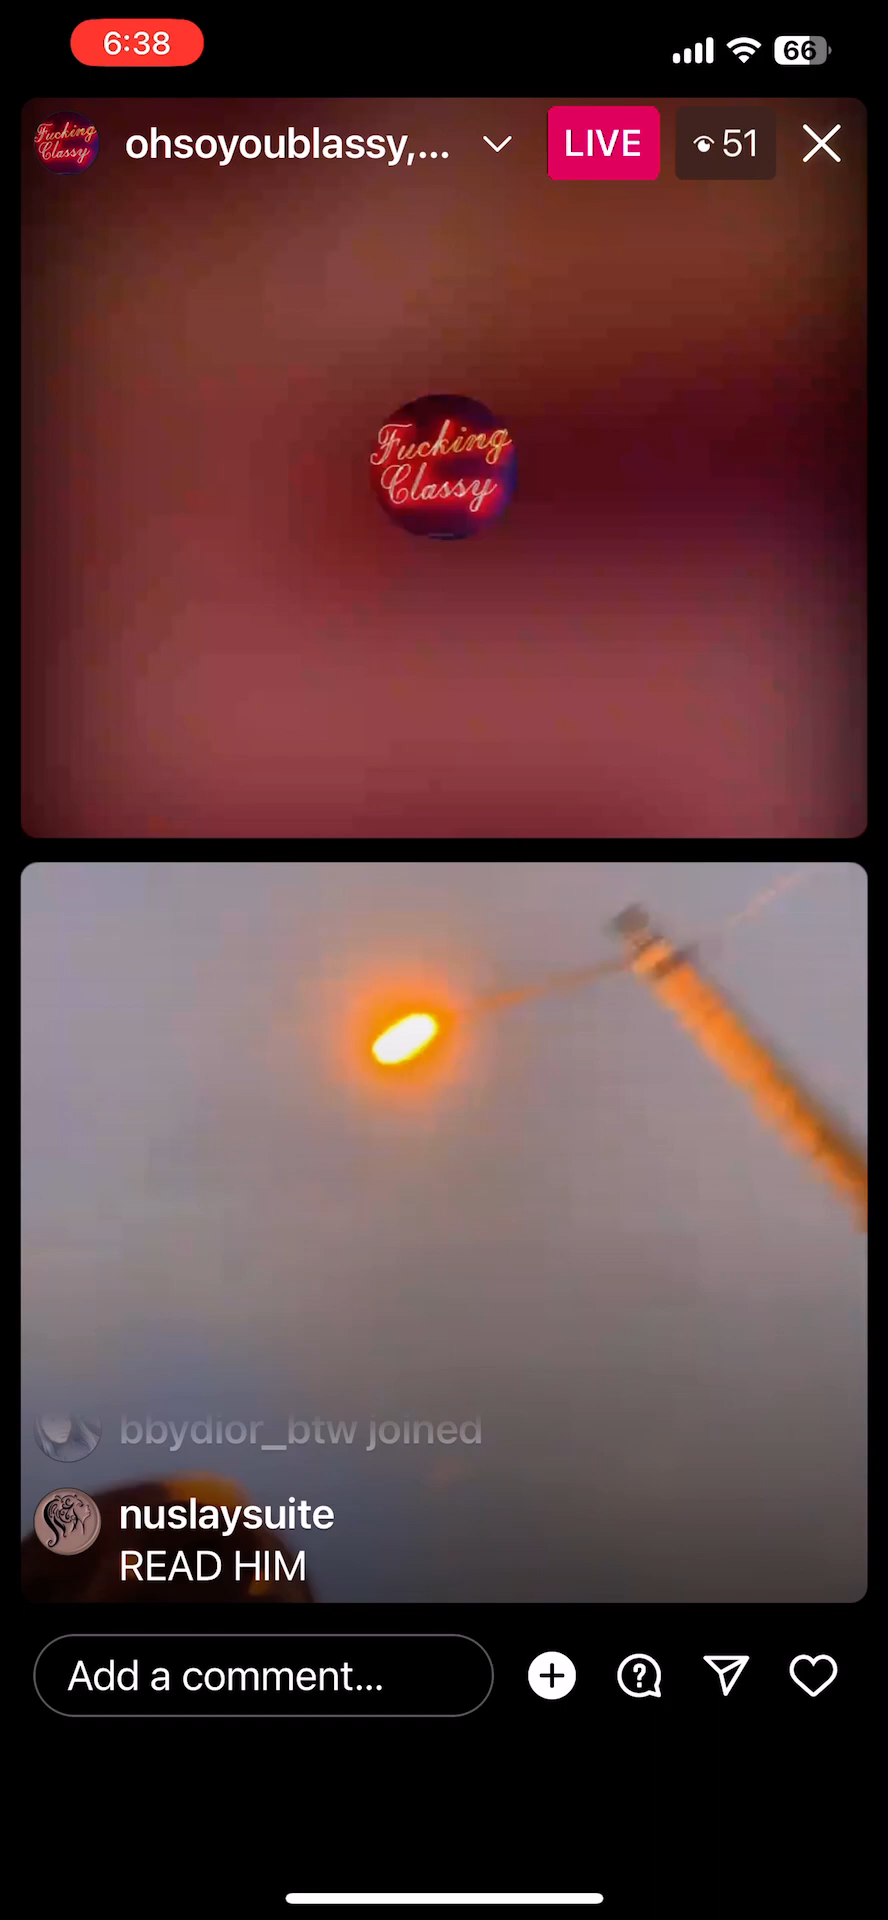 6:38
66
Fucking
Classy
ohsoyoublassy,...
LIVE
51
Fucking
Classy
bbydior_btw joined
nuslaysuite
READ HIM
Add a comment...